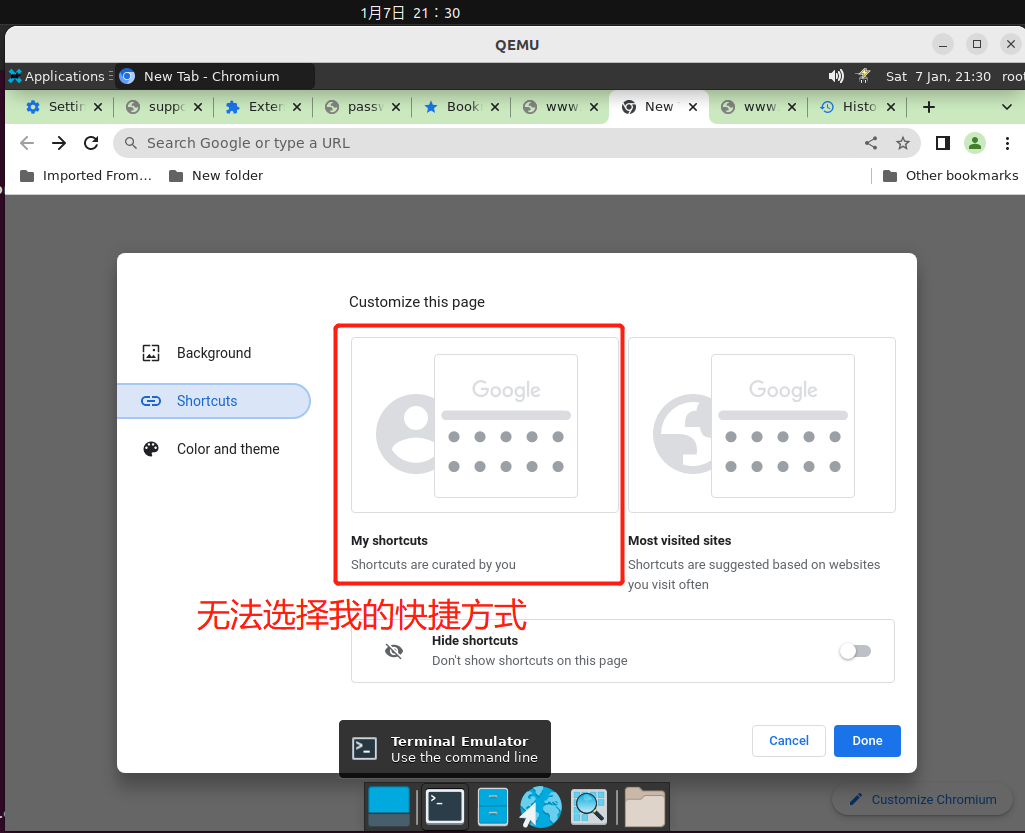 1月7日 21：30
QEMU
Applications
New Tab - Chromium
Sat 7 Jan, 21:30 root
Settin
suppo
Exten
passw
Book
www.
New
www.
Histo
Search Google or type a URL
Imported From...
New folder
Other bookmarks
Customize this page
Background
Shortcuts
Color and theme
Google
Google
My shortcuts
Shortcuts are curated by you
Most visited sites
Shortcuts are suggested based on websites
you visit often
无法选择我的快捷方式
Hide shortcuts
Don't show shortcuts on this page
Terminal Emulator
Use the command line
Cancel
Done
Customize Chromium